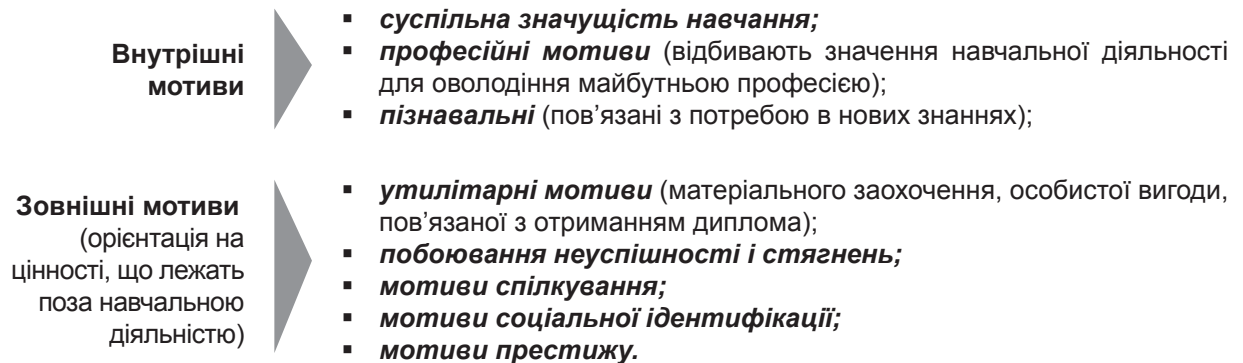 Внутрішні
мотиви
▪ суспільна значущість навчання;
▪ професійні мотиви (відбивають значення навчальної діяльності
для оволодіння майбутньою професією);
▪ пізнавальні (пов’язані з потребою в нових знаннях);
Зовнішні мотиви
(орієнтація на
цінності, що лежать
поза навчальною
діяльністю)
▪ утилітарні мотиви (матеріального заохочення, особистої вигоди,
пов’язаної з отриманням диплома);
▪ побоювання неуспішності і стягнень;
▪ мотиви спілкування;
▪ мотиви соціальної ідентифікації;
▪ мотиви престижу.